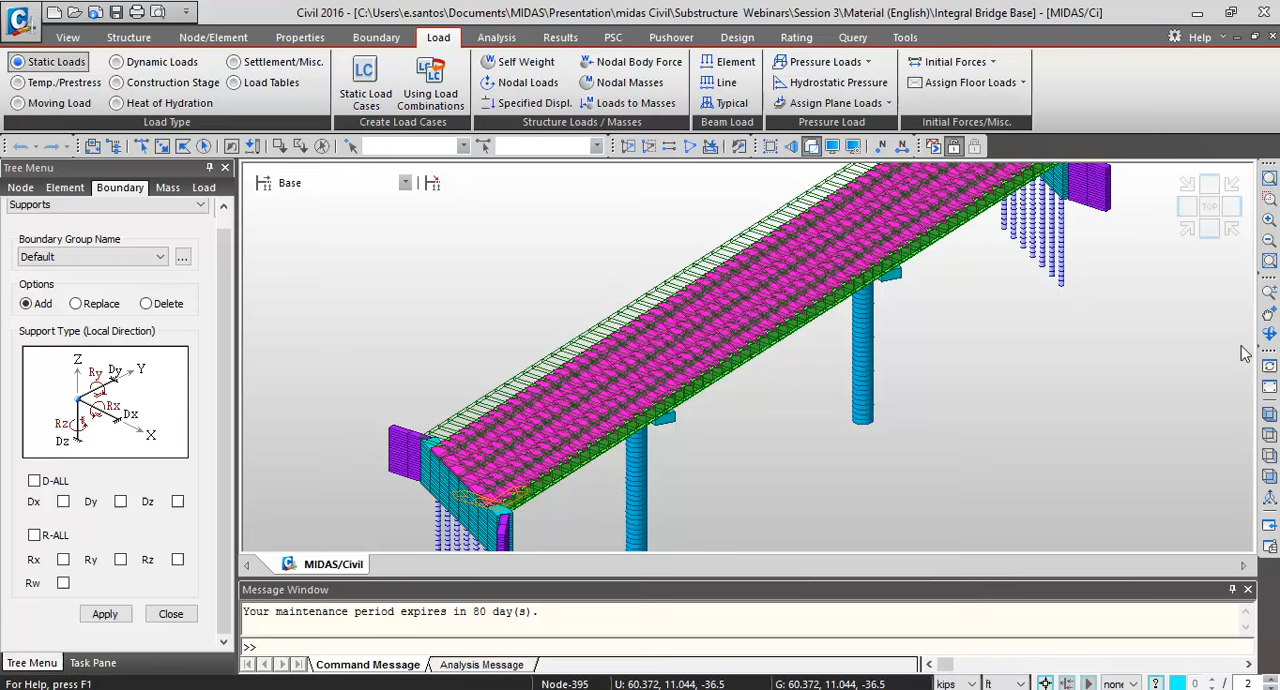 Civil 2016 - [C:\Users\e.santos\Documents\MIDAS\Presentation\midas Civil\Substructure Webinars\Session 3\Material (English)\Integral Bridge Base] - [MIDAS/Ci]
View Structure Node/Element Properties Boundary Load Analysis Results PSC Pushover Design Rating Query Tools Help
Static Loads Dynamic Loads Settlement/Misc.
Temp./Prestress Construction Stage Load Tables
Moving Load Heat of Hydration
Load Type
LC
Static Load Cases
LC LC
Using Load Combinations
Create Load Cases
Self Weight Nodal Body Force
Nodal Loads Nodal Masses
Specified Displ. Loads to Masses
Structure Loads / Masses
Element
Line
Typical
Beam Load
Pressure Loads
Hydrostatic Pressure
Assign Plane Loads
Pressure Load
Initial Forces
Assign Floor Loads
Initial Forces/Misc.
Tree Menu
Node Element Boundary Mass Load
Supports
Boundary Group Name
Default ...
Options
Add Replace Delete
Support Type (Local Direction)
Z
Y
Ry Dy
Rx Dx
Rz
Dz
X
D-ALL
Dx Dy Dz
R-ALL
Rx Ry Rz
Rw
Apply Close
Tree Menu Task Pane
Base
TOP
MIDAS/Civil
Message Window
Your maintenance period expires in 80 day(s).
>>
Command Message Analysis Message
For Help, press F1 Node-395 U: 60.372, 11.044, -36.5 G: 60.372, 11.044, -36.5 kips ft none ? 0 / 2